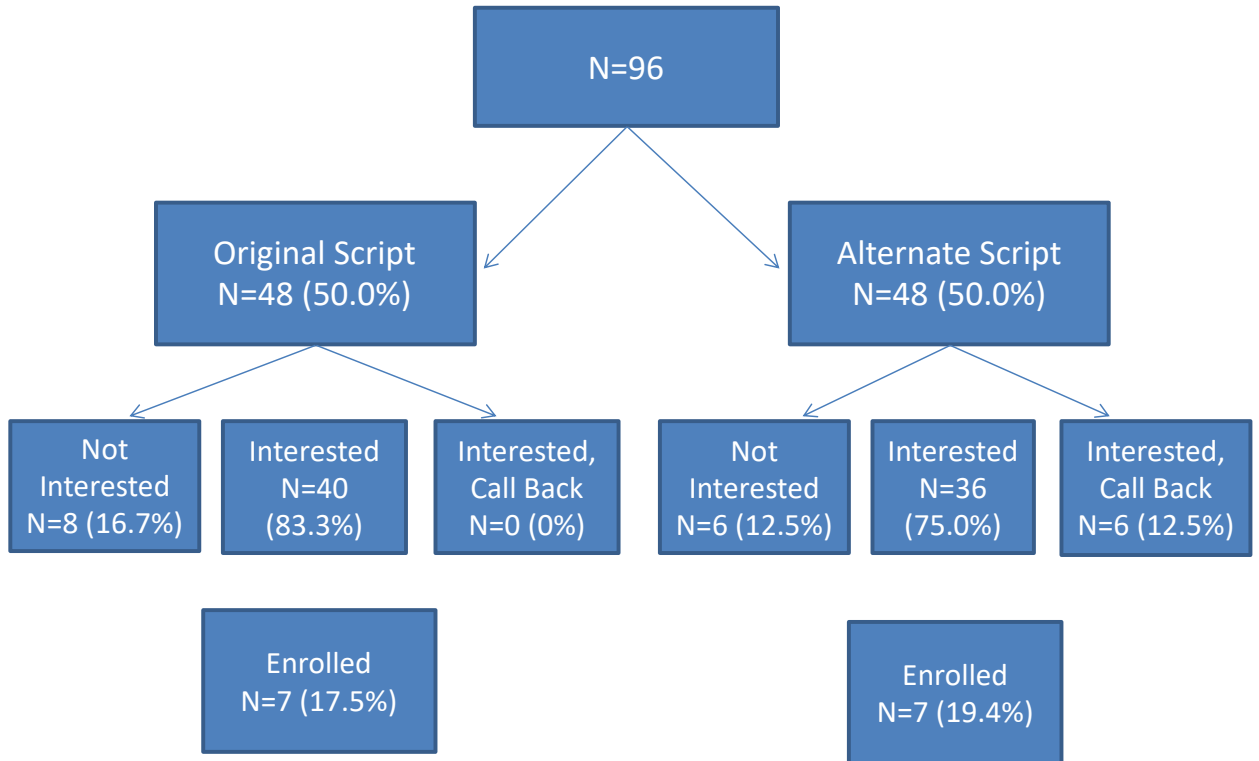 N=96
Original Script
N=48 (50.0%)
Alternate Script
N=48 (50.0%)
Not
Interested
N=8 (16.7%)
Interested
N=40
(83.3%)
Interested,
Call Back
N=0 (0%)
Not
Interested
N=6 (12.5%)
Interested
N=36
(75.0%)
Interested,
Call Back
N=6 (12.5%)
Enrolled
N=7 (17.5%)
Enrolled
N=7 (19.4%)